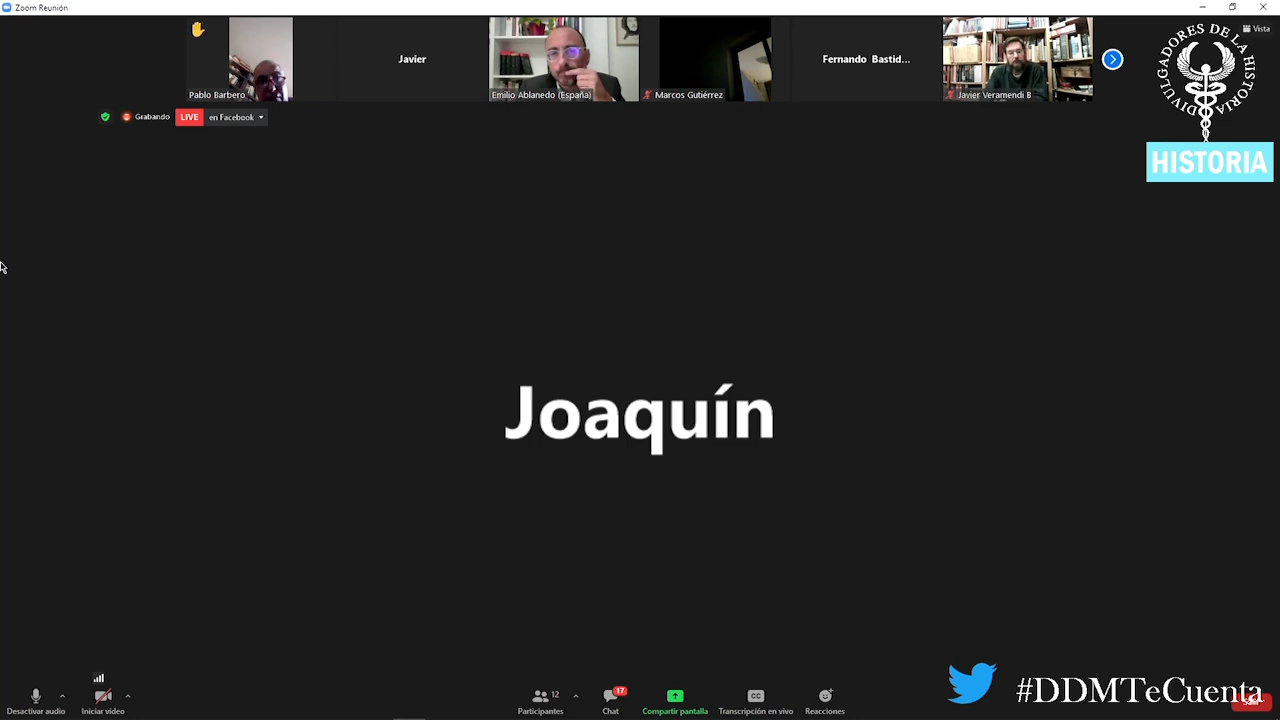 Zoom Reunión
Vista
DIVULGADORES DE LA HISTORIA
HISTORIA
Javier
Fernando Bastid...
Pablo Barbero
Emilio Ablanedo (España)
Marcos Gutiérrez
Javier Veramendi B
Grabando
LIVE
en Facebook
Joaquín
#DDMTeCuenta
12
17
CC
Desactivar audio
Iniciar video
Participantes
Chat
Compartir pantalla
Transcripción en vivo
Reacciones